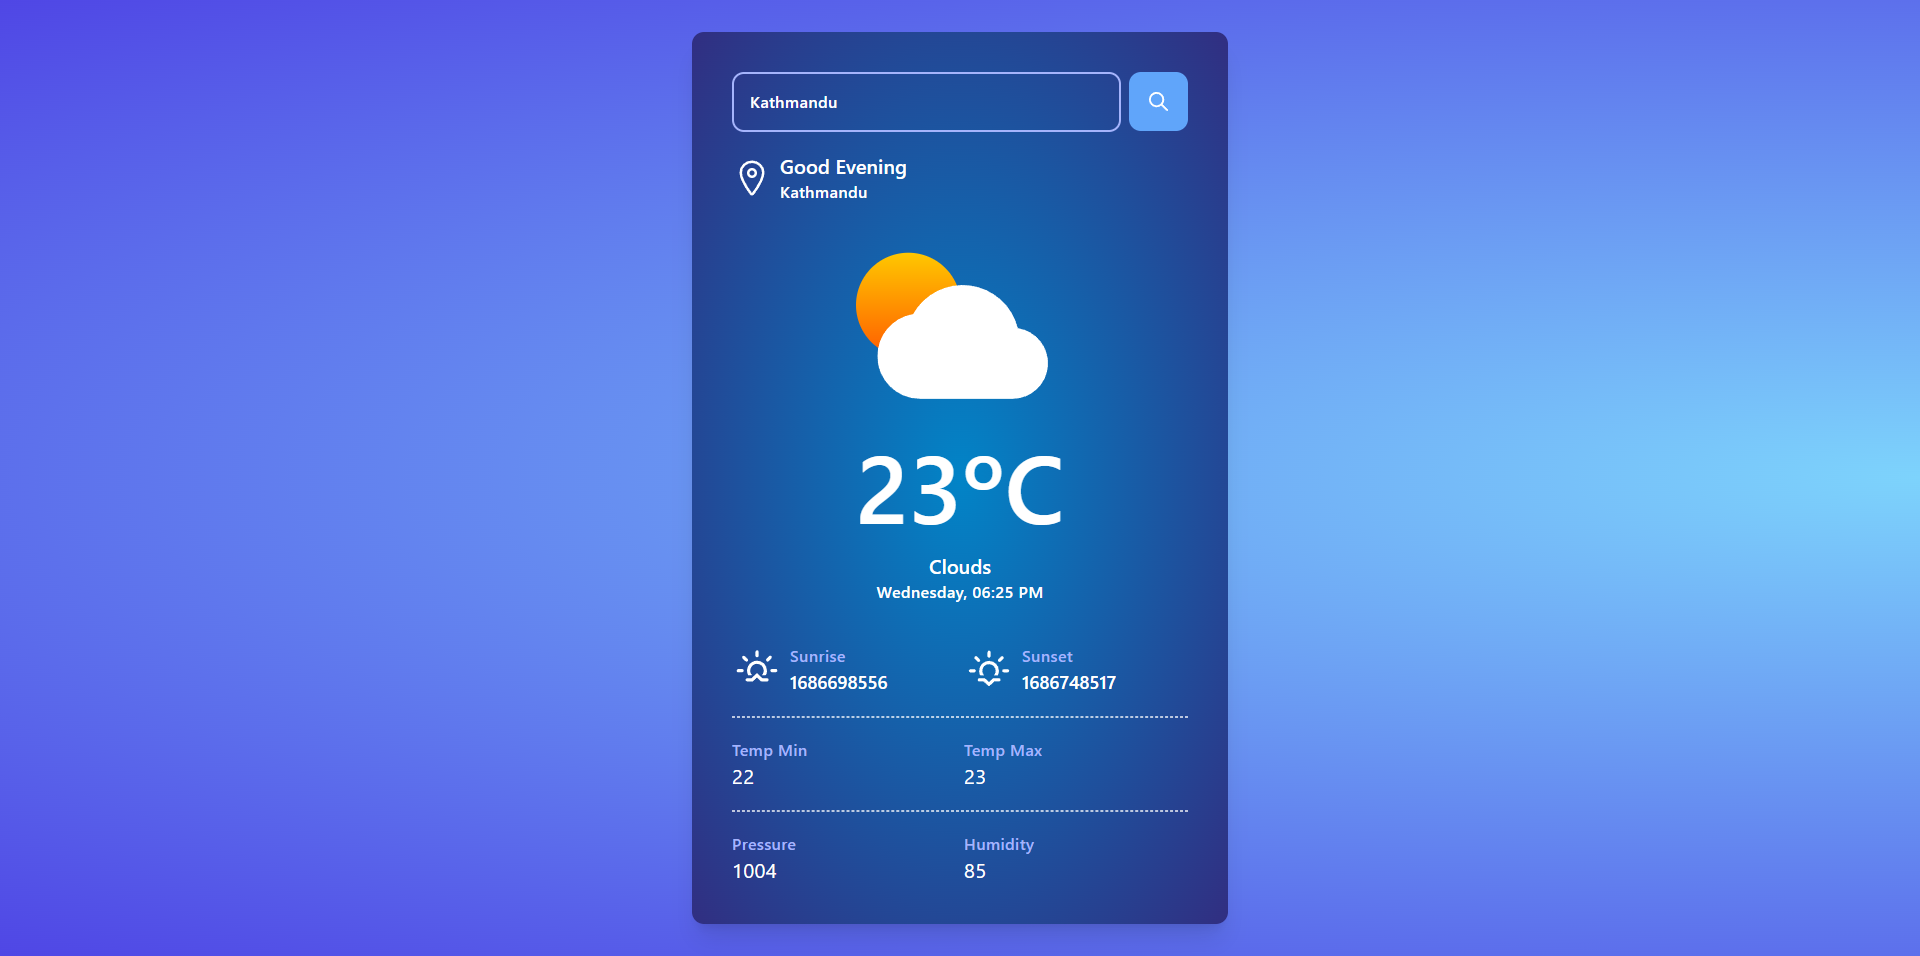 Kathmandu
Good Evening
Kathmandu
23°C
Clouds
Wednesday, 06:25 PM
Sunrise Sunset
1686698556 1686748517
Temp Min Temp Max
22 23
Pressure Humidity
1004 85